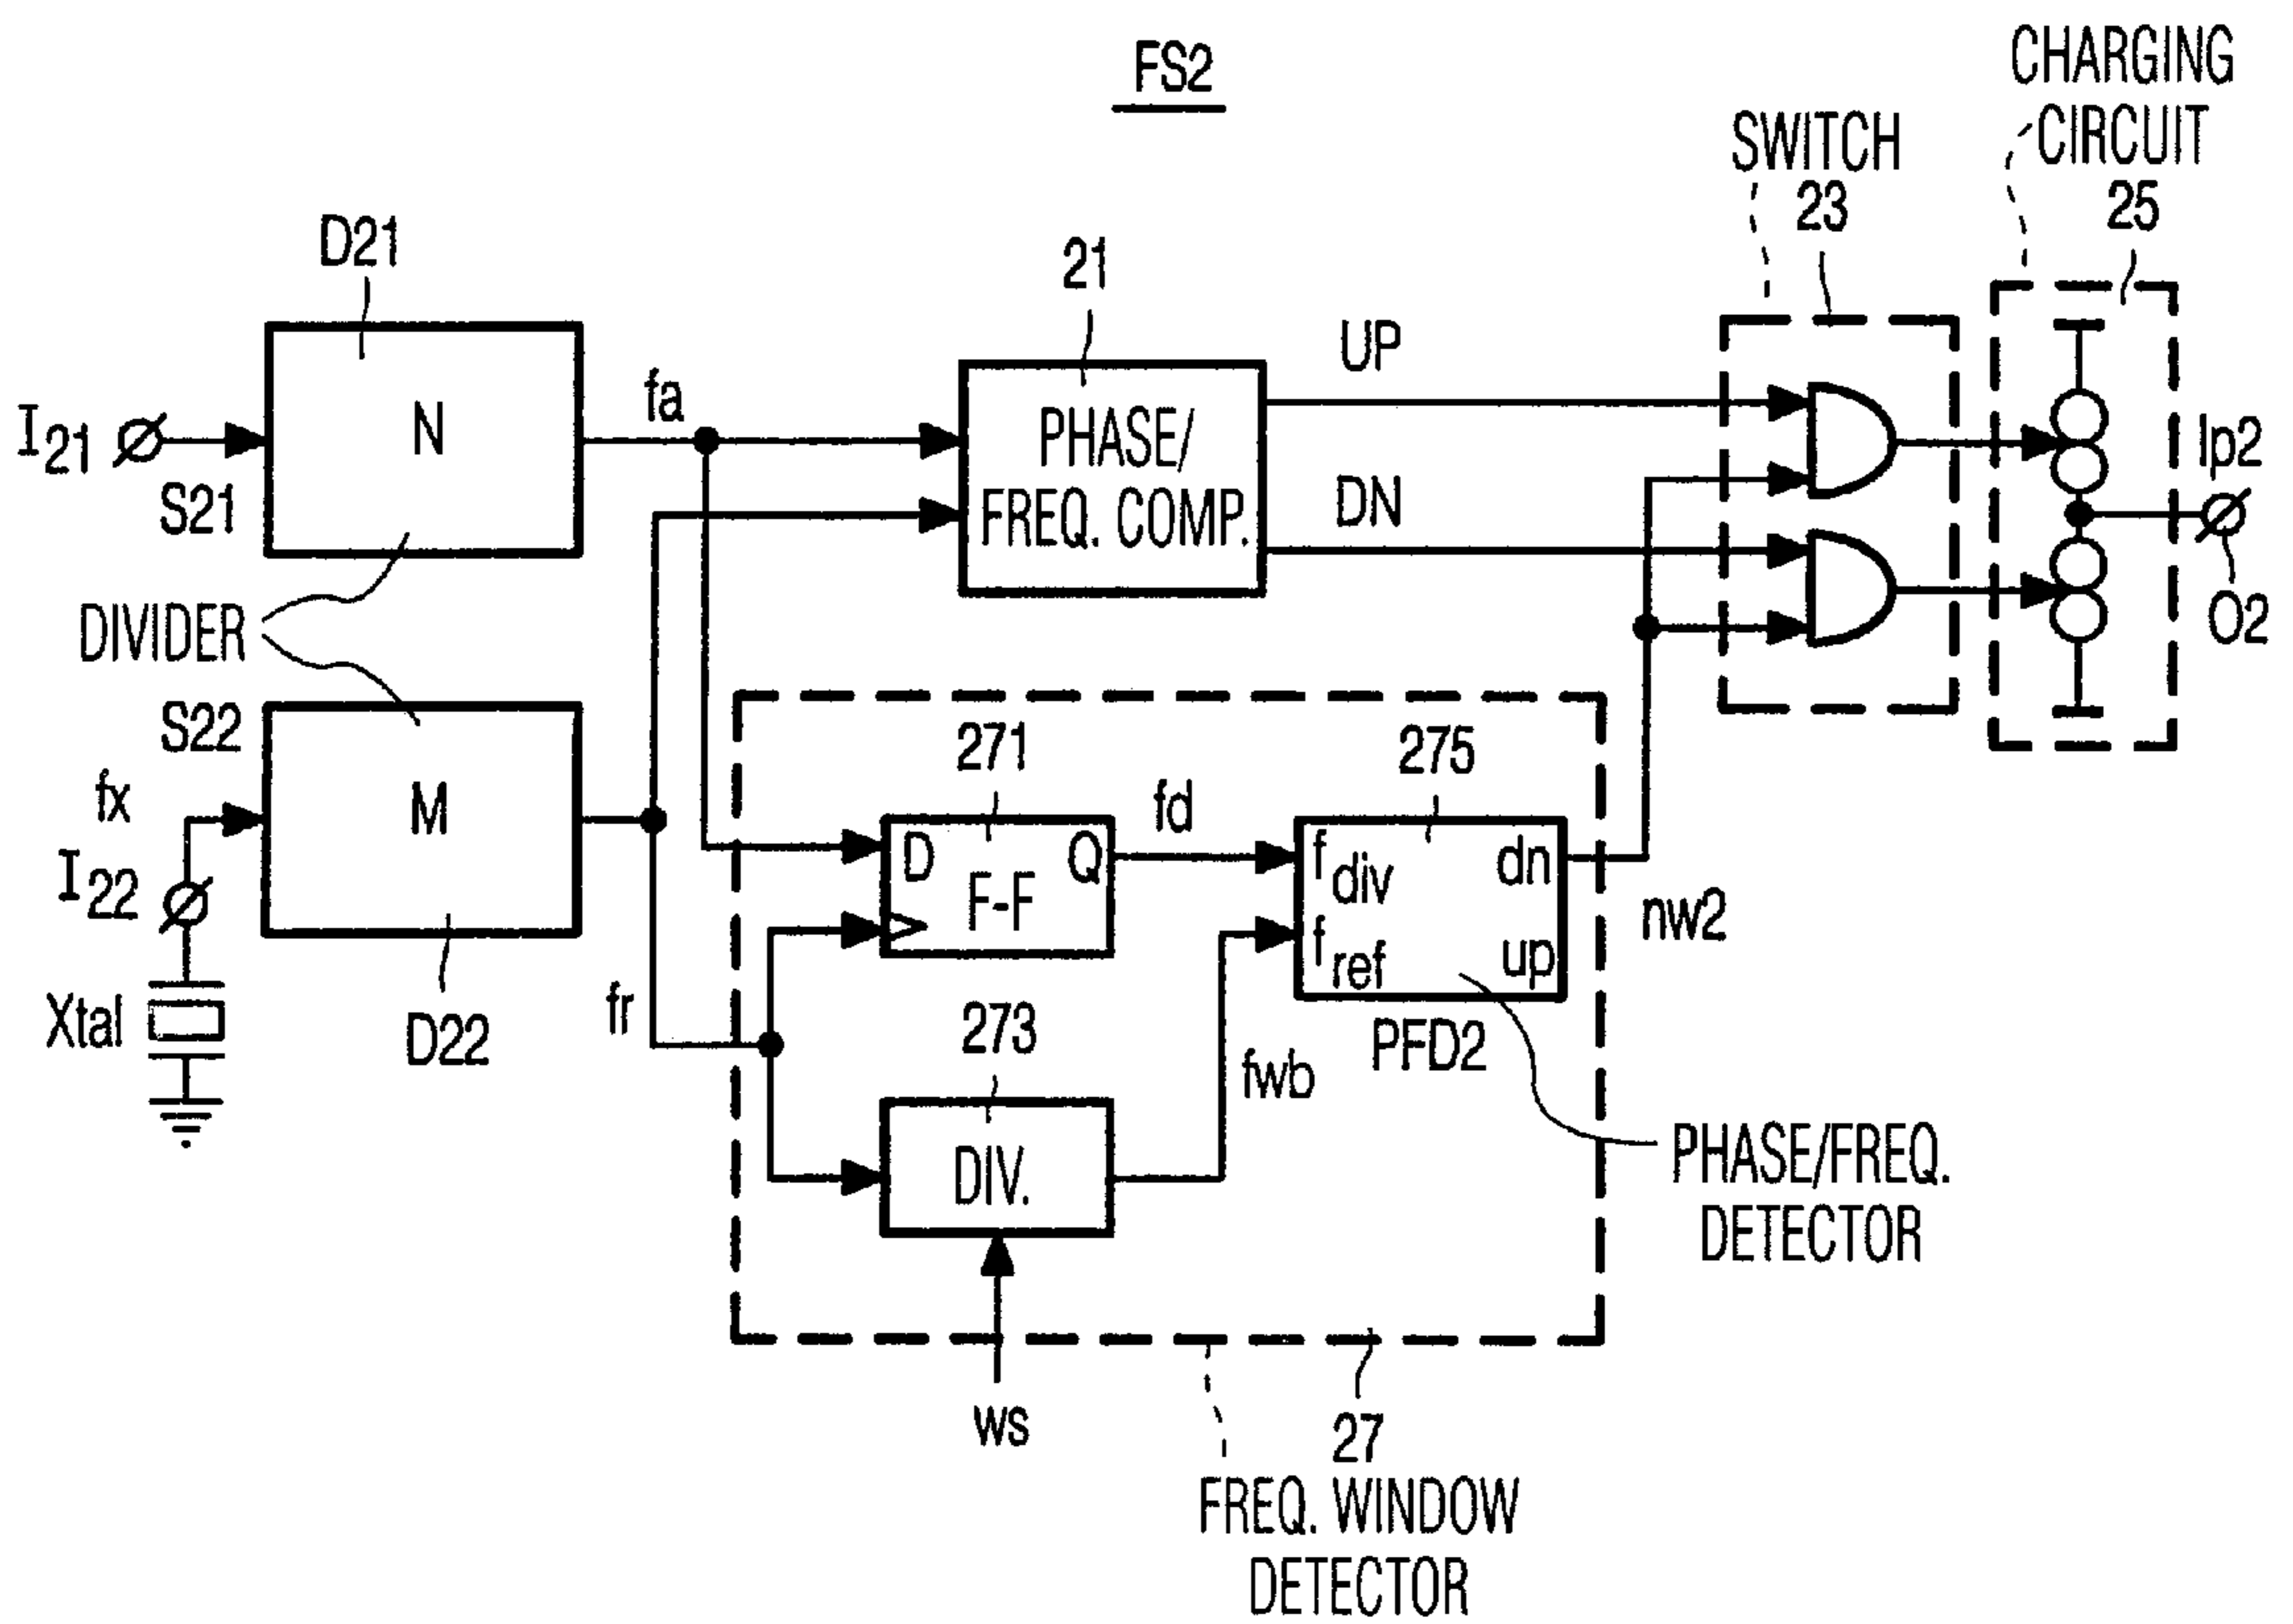 FS2
CHARGING
CIRCUIT
25
SWITCH
23
D21
21
I21
S21
N
fa
PHASE/
FREQ. COMP.
UP
DN
Ip2
O2
DIVIDER
S22
fx
I22
M
D22
Xtal
fr
271
D
Q
F-F
fd
275
fdiv
dn
fref
up
PFD2
nw2
273
DIV.
fwb
ws
PHASE/FREQ.
DETECTOR
27
FREQ. WINDOW
DETECTOR